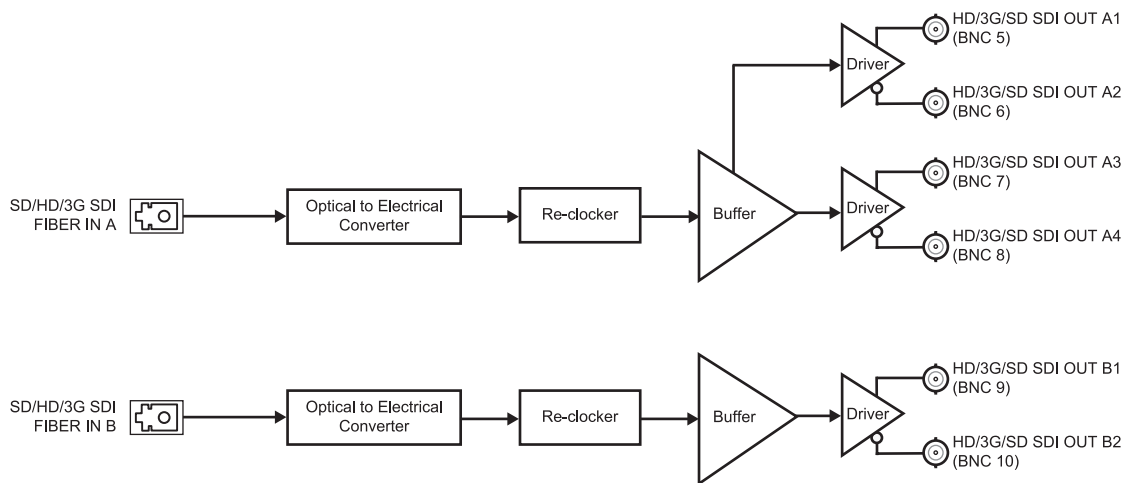 HD/3G/SD SDI OUT A1
(BNC 5)
Driver
HD/3G/SD SDI OUT A2
(BNC 6)
HD/3G/SD SDI OUT A3
(BNC 7)
SD/HD/3G SDI
FIBER IN A
Optical to Electrical
Converter
Re-clocker
Buffer
Driver
HD/3G/SD SDI OUT A4
(BNC 8)
HD/3G/SD SDI OUT B1
(BNC 9)
SD/HD/3G SDI
FIBER IN B
Optical to Electrical
Converter
Re-clocker
Buffer
Driver
HD/3G/SD SDI OUT B2
(BNC 10)